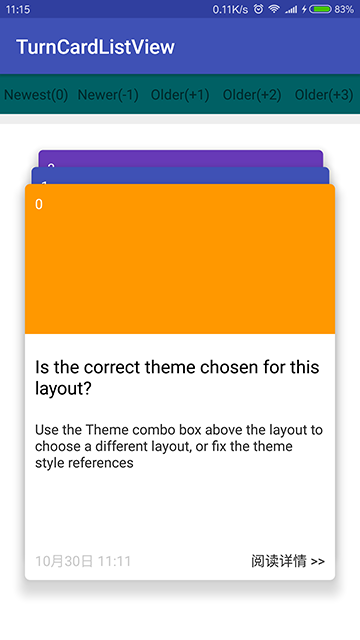 11:15 0.11K/s 83%
TurnCardListView
Newest(0) Newer(-1) Older(+1) Older(+2) Older(+3)
0
Is the correct theme chosen for this
layout?
Use the Theme combo box above the layout to
choose a different layout, or fix the theme
style references
10月30日 11:11 阅读详情 >>